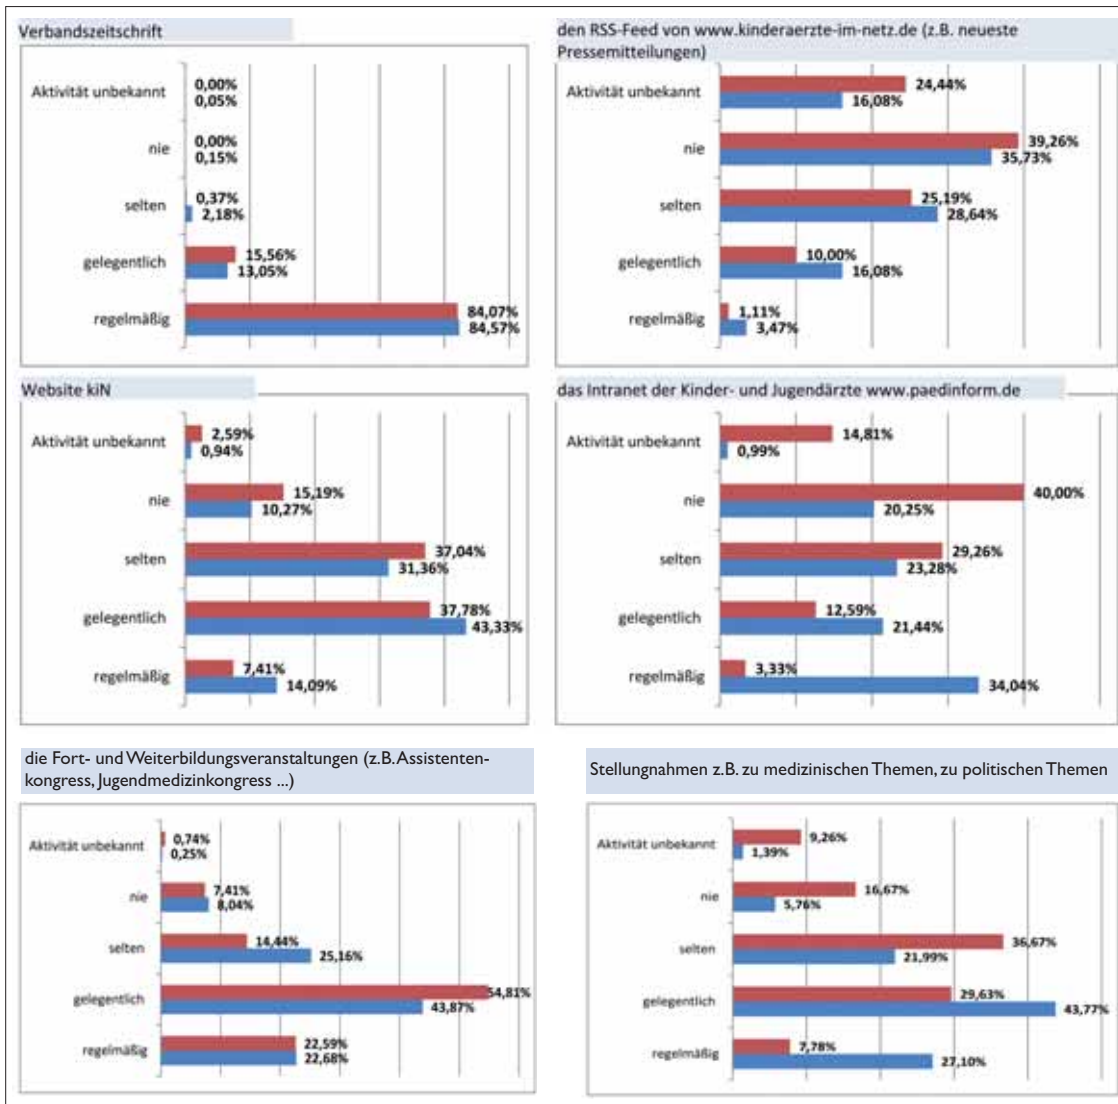 Verbandszeitschrift
Aktivität unbekannt
0,00%
0,05%
nie
0,00%
0,15%
selten
0,37%
2,18%
gelegentlich
15,56%
13,05%
regelmäßig
84,07%
84,57%
den RSS-Feed von www.kinderaerzte-im-netz.de (z.B. neueste
Pressemitteilungen)
Aktivität unbekannt
24,44%
16,08%
nie
39,26%
35,73%
selten
25,19%
28,64%
gelegentlich
10,00%
16,08%
regelmäßig
1,11%
3,47%
Website kiN
Aktivität unbekannt
2,59%
0,94%
nie
15,19%
10,27%
selten
37,04%
31,36%
gelegentlich
37,78%
43,33%
regelmäßig
7,41%
14,09%
das Intranet der Kinder- und Jugendärzte www.paedinform.de
Aktivität unbekannt
14,81%
0,99%
nie
40,00%
20,25%
selten
29,26%
23,28%
gelegentlich
12,59%
21,44%
regelmäßig
3,33%
34,04%
die Fort- und Weiterbildungsveranstaltungen (z.B. Assistenten-
kongress, Jugendmedizinkongress ...)
Aktivität unbekannt
0,74%
0,25%
nie
7,41%
8,04%
selten
14,44%
25,16%
gelegentlich
54,81%
43,87%
regelmäßig
22,59%
22,68%
Stellungnahmen z.B. zu medizinischen Themen, zu politischen Themen
Aktivität unbekannt
9,26%
1,39%
nie
16,67%
5,76%
selten
36,67%
21,99%
gelegentlich
29,63%
43,77%
regelmäßig
7,78%
27,10%